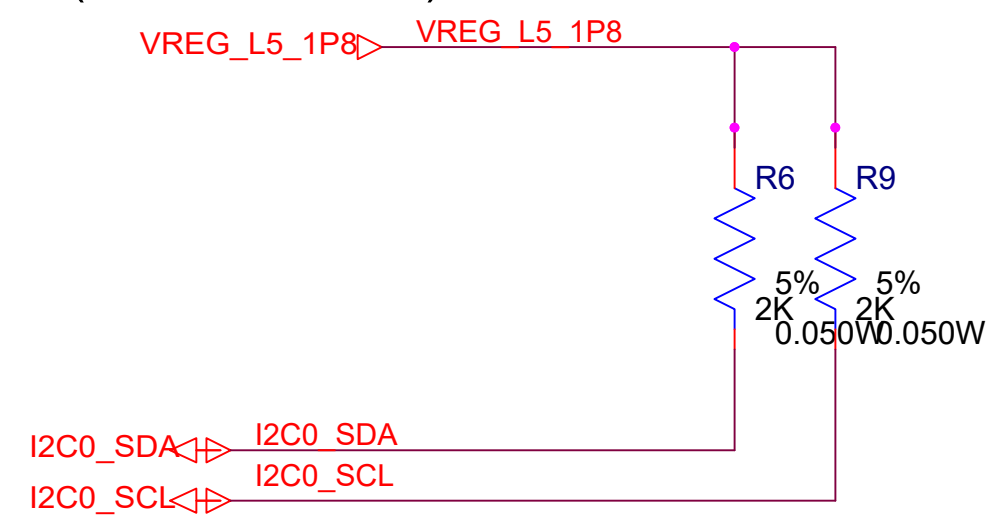 VREG_L5_1P8
VREG_L5_1P8
R6
R9
5%
5%
2K
2K
0.050W
0.050W
I2C0_SDA
I2C0_SDA
I2C0_SCL
I2C0_SCL